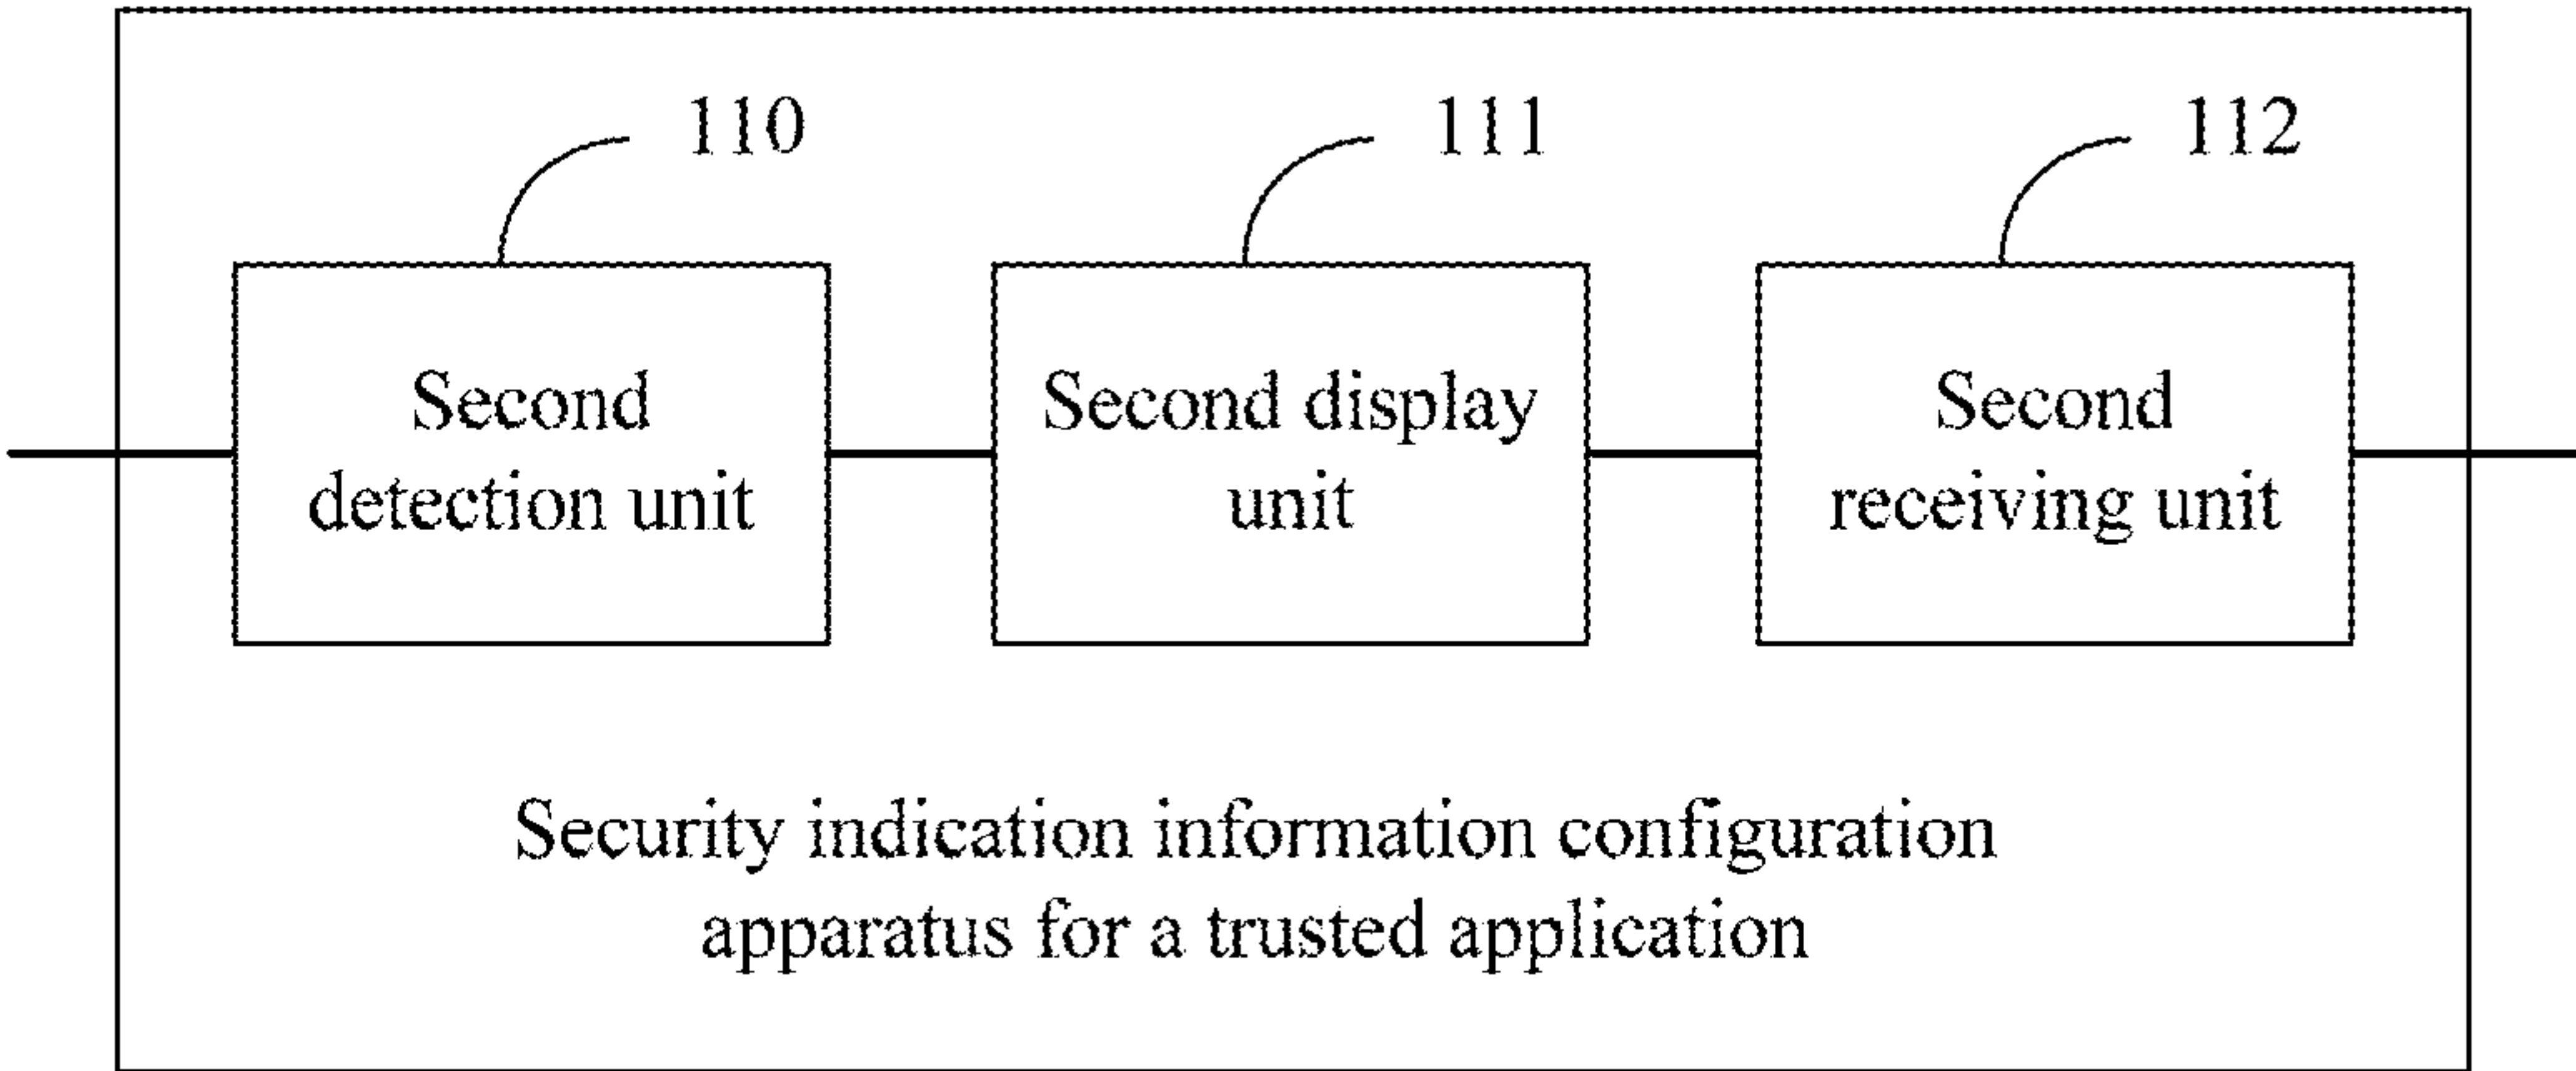 110
111
112
Second
detection unit
Second display
unit
Second
receiving unit
Security indication information configuration
apparatus for a trusted application